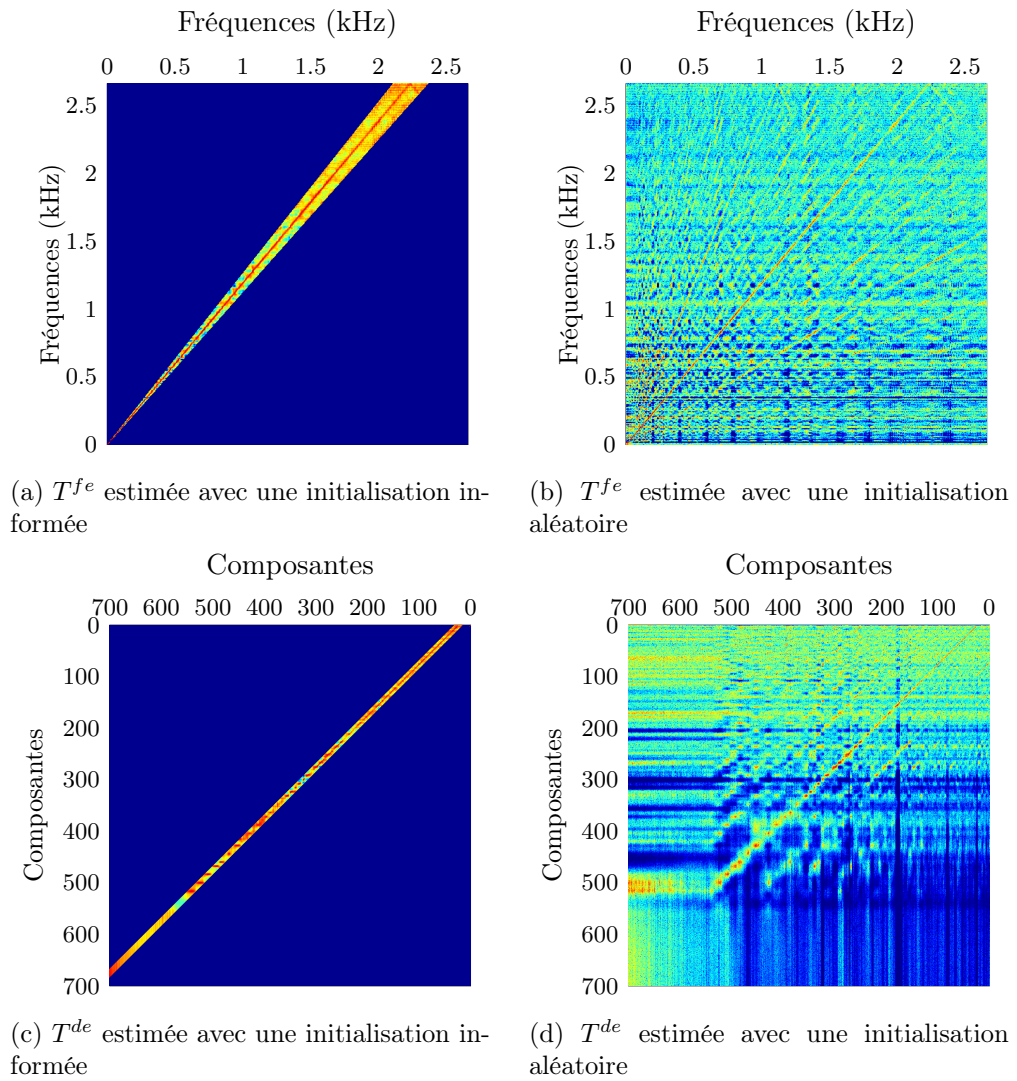 Fréquences (kHz)
0 0.5 1 1.5 2 2.5
Fréquences (kHz)
2.5
2
1.5
1
0.5
0
(a) T^{fe} estimée avec une initialisation in-
formée
Fréquences (kHz)
0 0.5 1 1.5 2 2.5
Fréquences (kHz)
2.5
2
1.5
1
0.5
0
(b) T^{fe} estimée avec une initialisation
aléatoire
Composantes
700 600 500 400 300 200 100 0
Composantes
0
100
200
300
400
500
600
700
(c) T^{de} estimée avec une initialisation in-
formée
Composantes
700 600 500 400 300 200 100 0
Composantes
0
100
200
300
400
500
600
700
(d) T^{de} estimée avec une initialisation
aléatoire